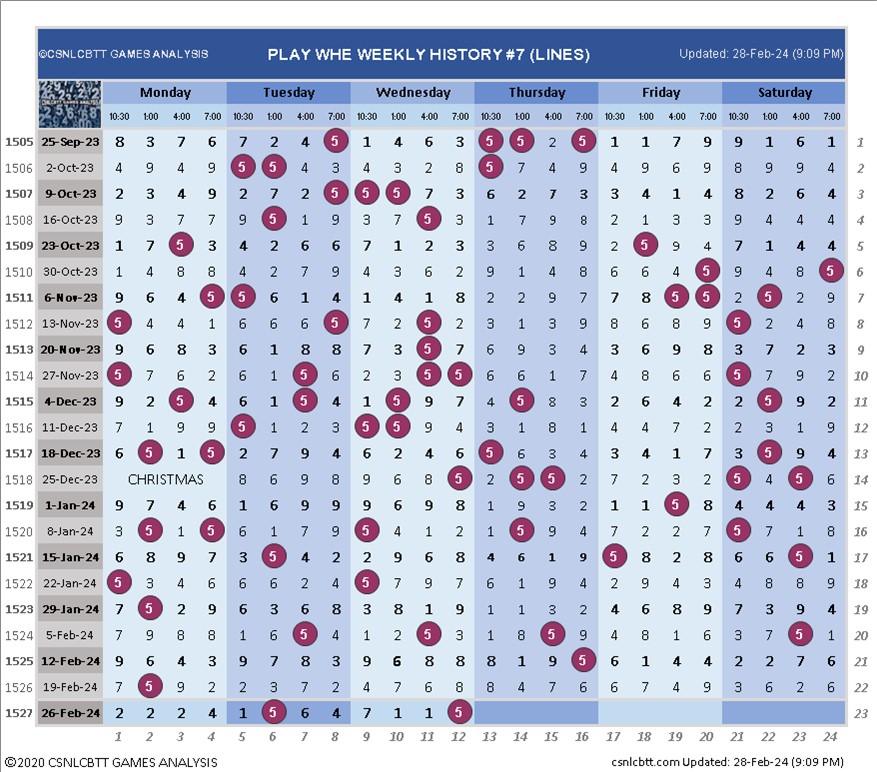 ©CSNLCBTT GAMES ANALYSIS PLAY WHE WEEKLY HISTORY #7 (LINES) Updated: 28-Feb-24 (9:09 PM)
Monday Tuesday Wednesday Thursday Friday Saturday
10:30 1:00 4:00 7:00 10:30 1:00 4:00 7:00 10:30 1:00 4:00 7:00 10:30 1:00 4:00 7:00 10:30 1:00 4:00 7:00 10:30 1:00 4:00 7:00
1505 25-Sep-23 8 3 7 6 7 2 4 5 1 4 6 3 5 5 2 5 1 1 7 9 9 1 6 1 1
1506 2-Oct-23 4 9 4 9 5 5 4 3 4 3 2 8 5 7 4 9 4 9 6 9 8 9 9 4 2
1507 9-Oct-23 2 3 4 9 2 7 2 5 5 5 7 3 6 2 7 3 3 4 1 4 8 2 6 4 3
1508 16-Oct-23 9 3 7 7 9 5 1 9 3 7 5 3 1 7 9 8 2 1 3 3 9 4 4 4 4
1509 23-Oct-23 1 7 5 3 4 2 6 6 7 1 2 3 3 6 8 9 2 5 9 4 7 1 4 4 5
1510 30-Oct-23 1 4 8 8 4 2 7 9 4 3 6 2 9 1 4 8 6 6 4 5 9 4 8 5 6
1511 6-Nov-23 9 6 4 5 5 6 1 4 1 4 1 8 2 2 9 7 7 8 5 5 2 5 2 9 7
1512 13-Nov-23 5 4 4 1 6 6 6 5 7 2 5 2 3 1 3 9 8 6 8 9 5 2 4 8 8
1513 20-Nov-23 9 6 8 3 6 1 8 8 7 3 5 7 6 9 3 4 3 6 9 8 3 7 2 3 9
1514 27-Nov-23 5 7 6 2 6 1 5 6 2 3 5 5 6 6 1 7 4 8 6 6 5 7 9 2 10
1515 4-Dec-23 9 2 5 4 6 1 5 4 1 5 9 7 4 5 8 3 2 6 4 2 2 5 9 2 11
1516 11-Dec-23 7 1 9 9 5 1 2 3 5 5 9 4 3 1 8 1 4 4 7 2 2 3 1 9 12
1517 18-Dec-23 6 5 1 5 2 7 9 4 6 2 4 6 5 6 3 4 3 4 1 7 3 5 9 4 13
1518 25-Dec-23 CHRISTMAS 8 6 9 8 9 6 8 5 2 5 5 2 7 2 3 2 5 4 5 6 14
1519 1-Jan-24 9 7 4 6 1 6 9 9 9 6 9 8 1 9 3 2 1 1 5 8 4 4 4 3 15
1520 8-Jan-24 3 5 1 5 6 1 7 9 5 4 1 2 1 5 9 4 7 2 2 7 5 7 1 8 16
1521 15-Jan-24 6 8 9 7 3 5 4 2 2 9 6 8 4 6 1 9 5 8 2 8 6 6 5 1 17
1522 22-Jan-24 5 3 4 6 6 6 2 4 5 7 9 7 6 1 9 4 2 9 4 3 4 8 8 9 18
1523 29-Jan-24 7 5 2 9 6 3 6 8 3 8 1 9 1 1 3 2 4 6 8 9 7 3 9 4 19
1524 5-Feb-24 7 9 8 8 1 6 5 4 1 2 5 3 1 8 5 9 4 8 1 6 3 7 5 1 20
1525 12-Feb-24 9 6 4 3 9 7 8 3 9 6 8 8 8 1 9 5 6 1 4 4 2 2 7 6 21
1526 19-Feb-24 7 5 9 2 2 3 7 2 4 7 6 8 8 4 7 6 6 7 4 9 3 6 2 6 22
1527 26-Feb-24 2 2 2 4 1 5 6 4 7 1 1 5 23
1 2 3 4 5 6 7 8 9 10 11 12 13 14 15 16 17 18 19 20 21 22 23 24
©2020 CSNLCBTT GAMES ANALYSIS csnlcbtt.com Updated: 28-Feb-24 (9:09 PM)